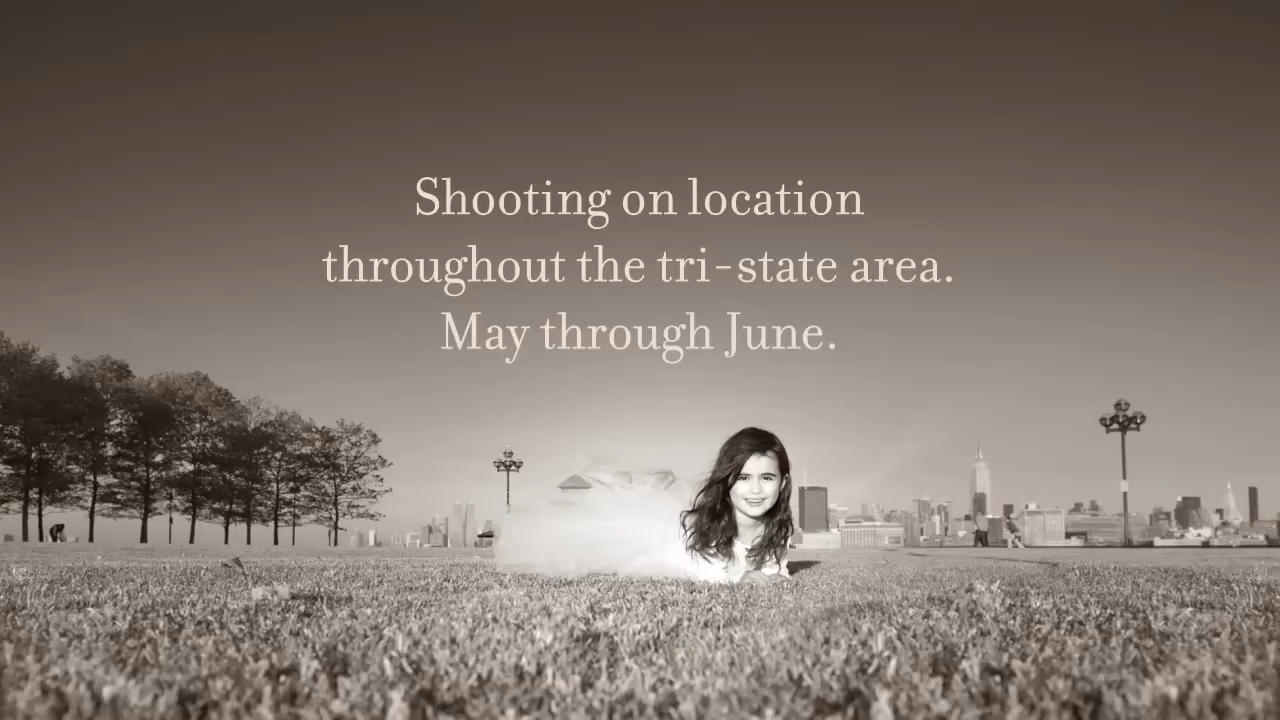 Shooting on location
throughout the tri-state area.
May through June.